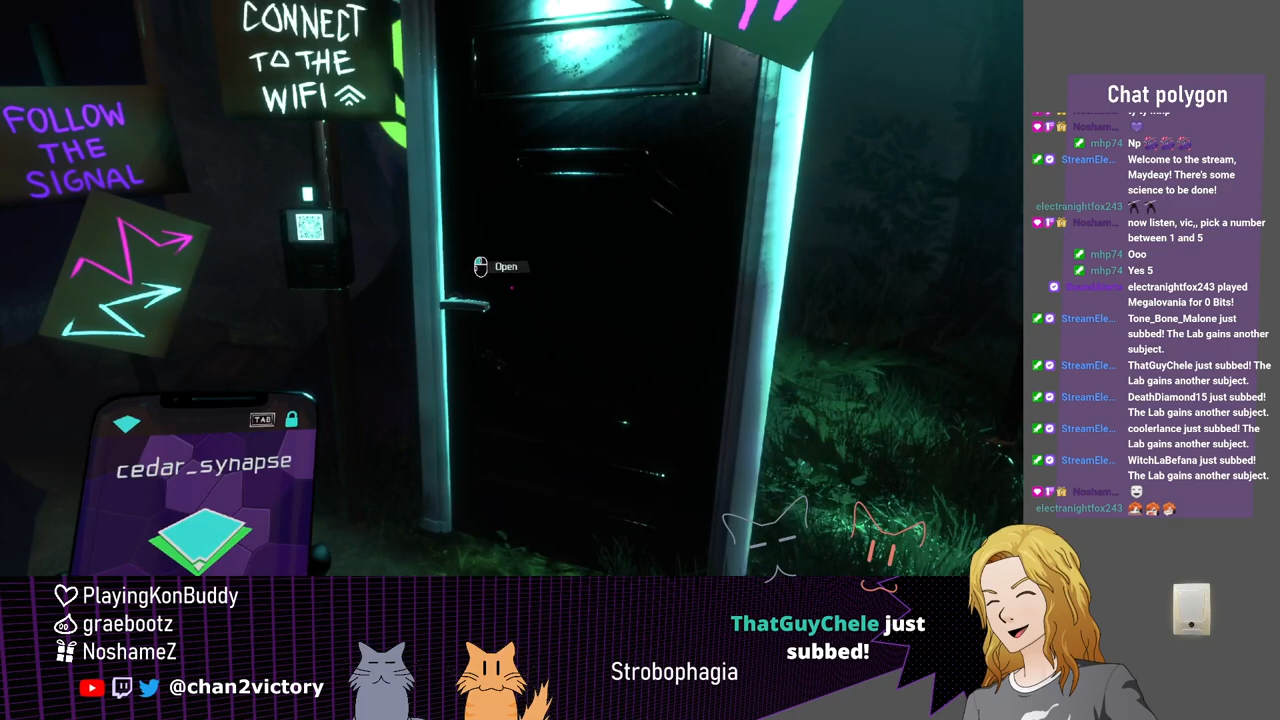 CONNECT
TO THE
WIFI
FOLLOW
THE
SIGNAL
Open
TAB
cedar_synapse
Chat polygon
Nosham...
mhp74 Np
StreamEle... Welcome to the stream,
Maydeay! There's some
science to be done!
electranightfox243
Nosham... now listen, vic,, pick a number
between 1 and 5
mhp74 Ooo
mhp74 Yes 5
electranightfox243 played
Megalovania for 0 Bits!
StreamEle... Tone_Bone_Malone just
subbed! The Lab gains another
subject.
StreamEle... ThatGuyChele just subbed! The
Lab gains another subject.
StreamEle... DeathDiamond15 just subbed!
The Lab gains another subject.
StreamEle... coolerlance just subbed! The
Lab gains another subject.
StreamEle... WitchLaBefana just subbed!
The Lab gains another subject.
Nosham...
electranightfox243
PlayingKonBuddy
graebootz
NoshameZ
@chan2victory
Strobophagia
ThatGuyChele just
subbed!